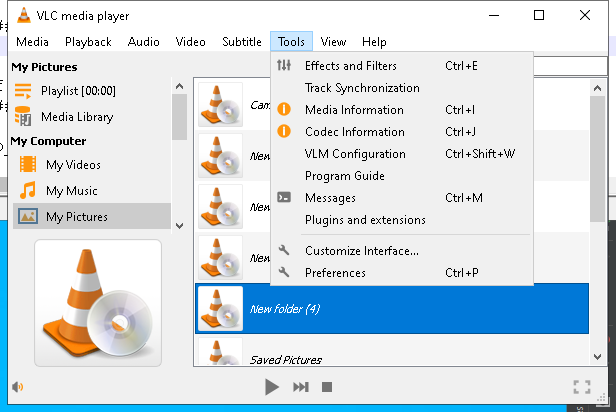 VLC media player
Media Playback Audio Video Subtitle Tools View Help
My Pictures
Playlist [00:00]
Media Library
My Computer
My Videos
My Music
My Pictures
Effects and Filters Ctrl+E
Track Synchronization
Media Information Ctrl+I
Codec Information Ctrl+J
VLM Configuration Ctrl+Shift+W
Program Guide
Messages Ctrl+M
Plugins and extensions
Customize Interface...
Preferences Ctrl+P
Cam
New
New
New
New folder (4)
Saved Pictures